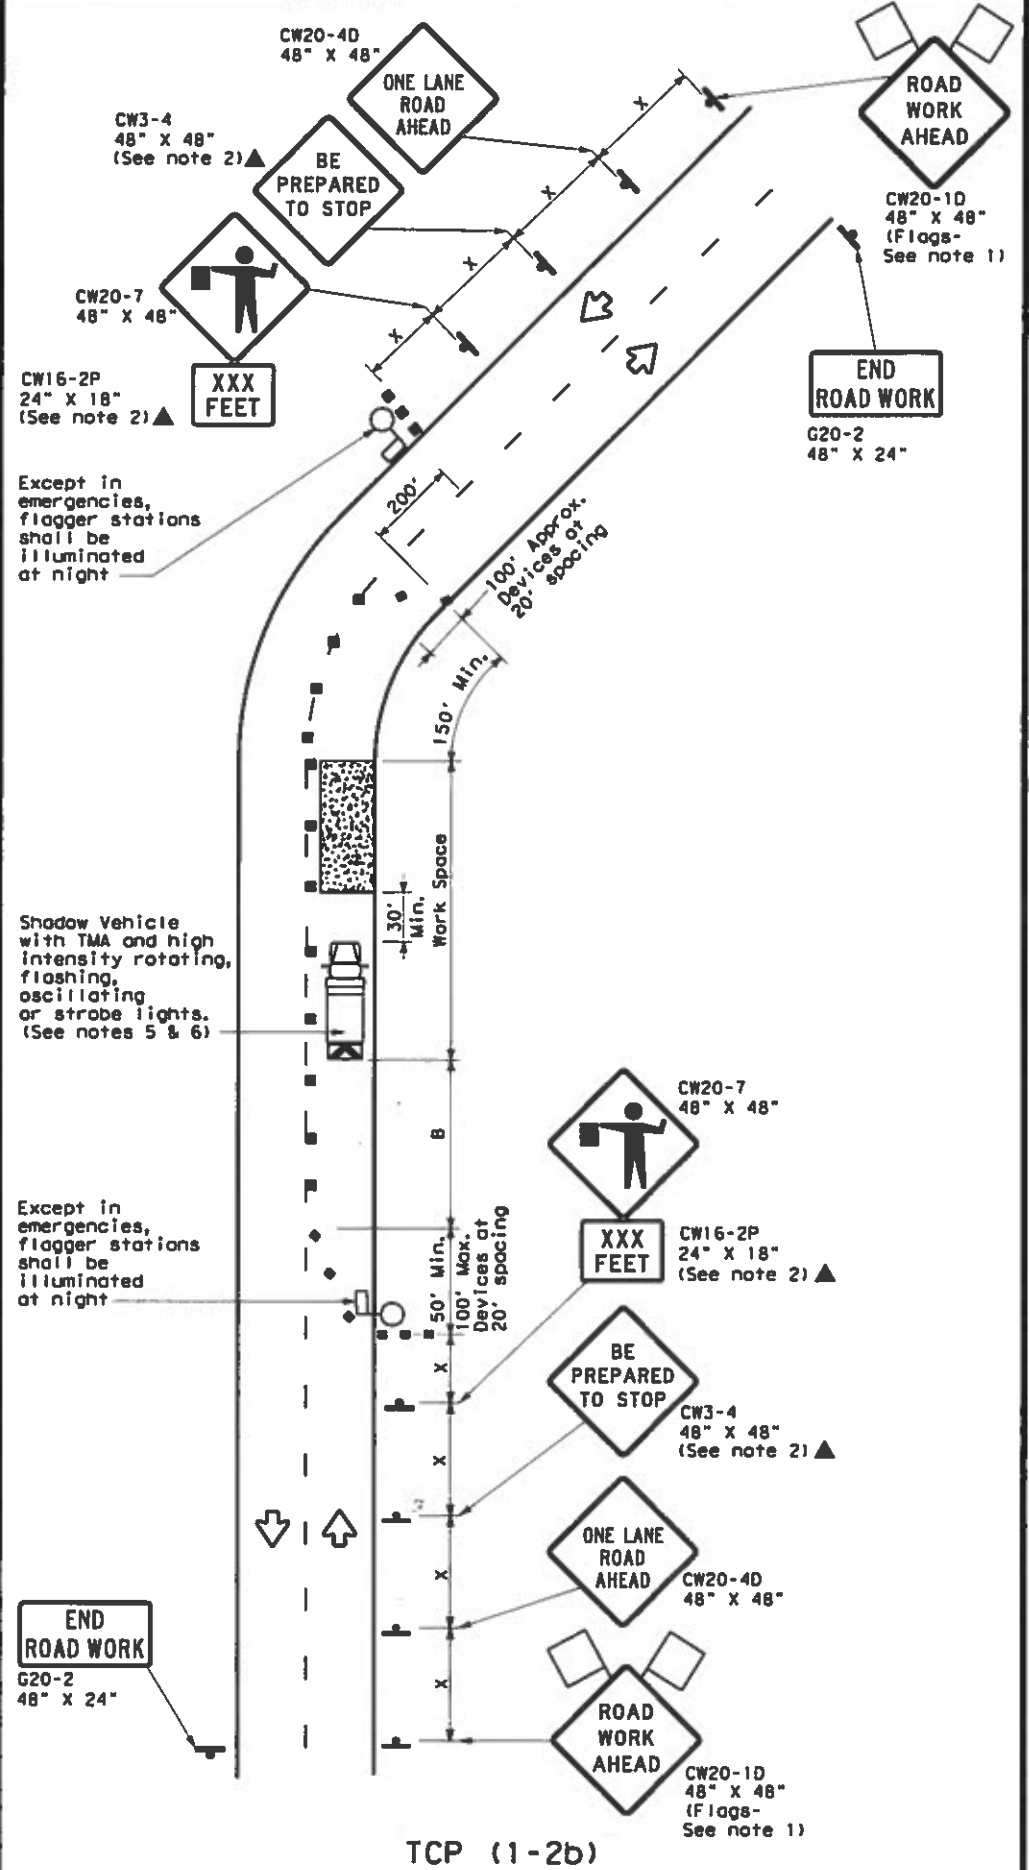 CW20-4D
48" X 48"
ONE LANE
ROAD
AHEAD
ROAD
WORK
AHEAD
CW20-1D
48" X 48"
(Flags-
See note 1)
CW3-4
48" X 48"
(See note 2)▲
BE
PREPARED
TO STOP
X
X
X
X
CW20-7
48" X 48"
CW16-2P
24" X 18"
(See note 2)▲
XXX
FEET
END
ROAD WORK
G20-2
48" X 24"
Except in
emergencies,
flagger stations
shall be
illuminated
at night
200'
100' Approx.
Devices at
20' spacing
150' Min.
Work Space
30'
Min.
Shadow Vehicle
with TMA and high
intensity rotating,
flashing,
oscillating
or strobe lights.
(See notes 5 & 6)
B
CW20-7
48" X 48"
XXX
FEET
CW16-2P
24" X 18"
(See note 2)▲
Except in
emergencies,
flagger stations
shall be
illuminated
at night
50' Min.
100' Max.
Devices at
20' spacing
X
BE
PREPARED
TO STOP
CW3-4
48" X 48"
(See note 2)▲
X
ONE LANE
ROAD
AHEAD
CW20-4D
48" X 48"
X
END
ROAD WORK
G20-2
48" X 24"
X
ROAD
WORK
AHEAD
CW20-1D
48" X 48"
(Flags-
See note 1)
TCP (1-2b)